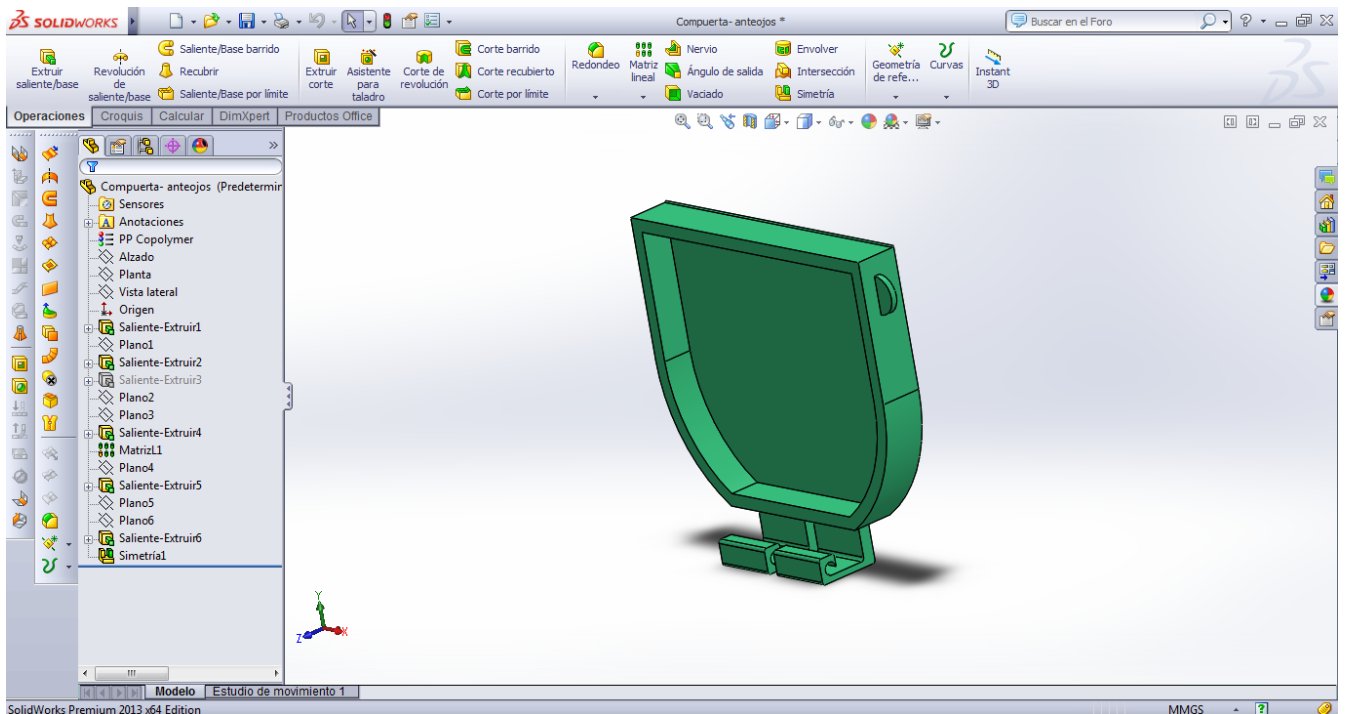 SOLIDWORKS
Compuerta- anteojos *
Buscar en el Foro
Extruir saliente/base
Revolución de saliente/base
Saliente/Base barrido
Recubrir
Saliente/Base por límite
Extruir corte
Asistente para taladro
Corte de revolución
Corte barrido
Corte recubierto
Corte por límite
Redondeo
Matriz lineal
Nervio
Ángulo de salida
Vaciado
Envolver
Intersección
Simetría
Geometría de refe...
Curvas
Instant 3D
Operaciones
Croquis
Calcular
DimXpert
Productos Office
Compuerta- anteojos (Predetermin
Sensores
Anotaciones
PP Copolymer
Alzado
Planta
Vista lateral
Origen
Saliente-Extruir1
Plano1
Saliente-Extruir2
Saliente-Extruir3
Plano2
Plano3
Saliente-Extruir4
MatrizL1
Plano4
Saliente-Extruir5
Plano5
Plano6
Saliente-Extruir6
Simetría1
Y
Z
X
Modelo
Estudio de movimiento 1
SolidWorks Premium 2013 x64 Edition
MMGS